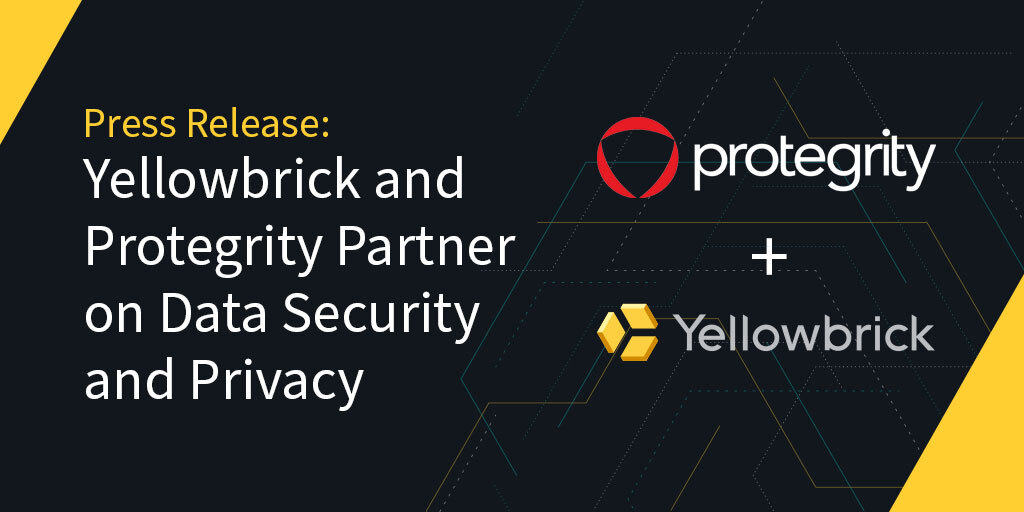 Press Release:
Yellowbrick and
Protegrity Partner
on Data Security
and Privacy
protegrity
+
Yellowbrick